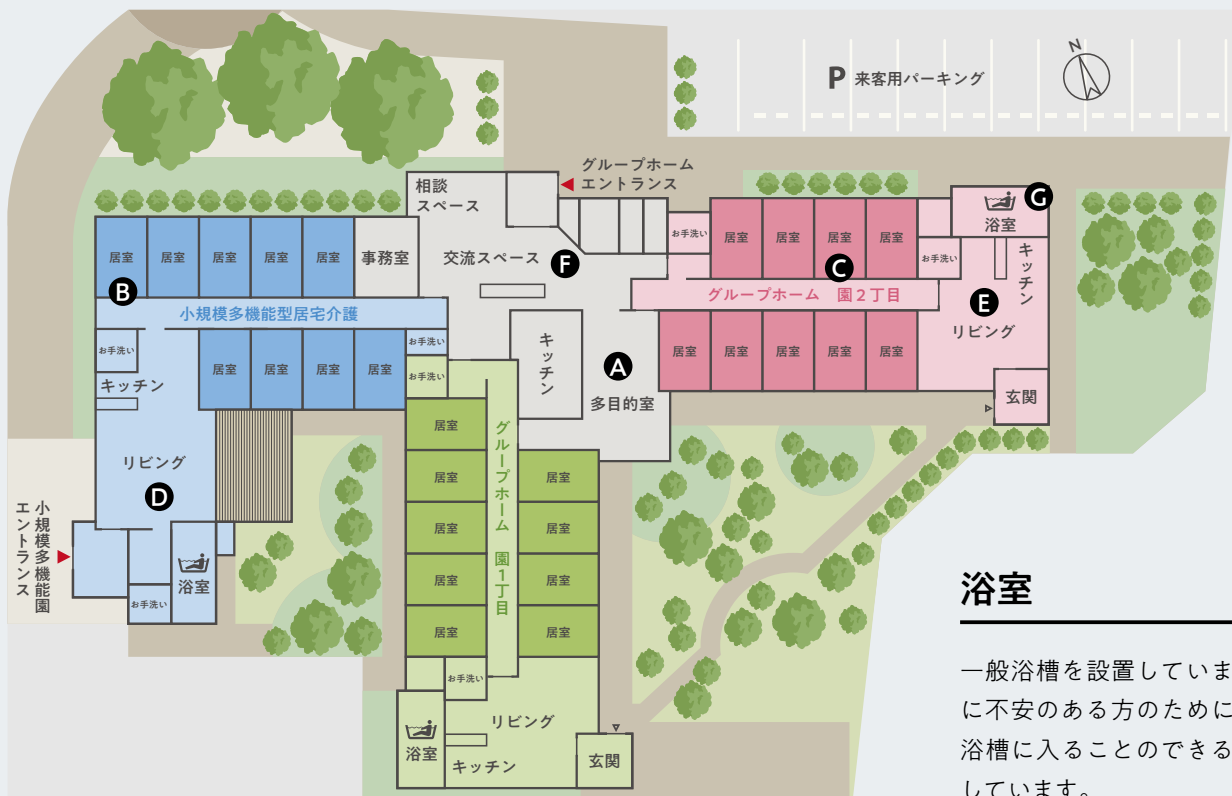 N
P 来客用パーキング
グループホーム
エントランス
相談
スペース
お手洗い
居室
居室
居室
居室
浴室
G
お手洗い
キッチン
居室
居室
居室
居室
居室
事務室
交流スペース
F
B
C
グループホーム 園2丁目
E
リビング
小規模多機能型居宅介護
お手洗い
お手洗い
キッチン
居室
居室
居室
居室
お手洗い
キッチン
A
多目的室
居室
居室
居室
居室
居室
玄関
リビング
D
小規模多機能園
エントランス
浴室
お手洗い
グループホーム 園1丁目
居室
居室
居室
居室
居室
居室
居室
居室
居室
お手洗い
リビング
浴室
キッチン
玄関
浴室
一般浴槽を設置していま
に不安のある方のために
浴槽に入ることのできる
しています。